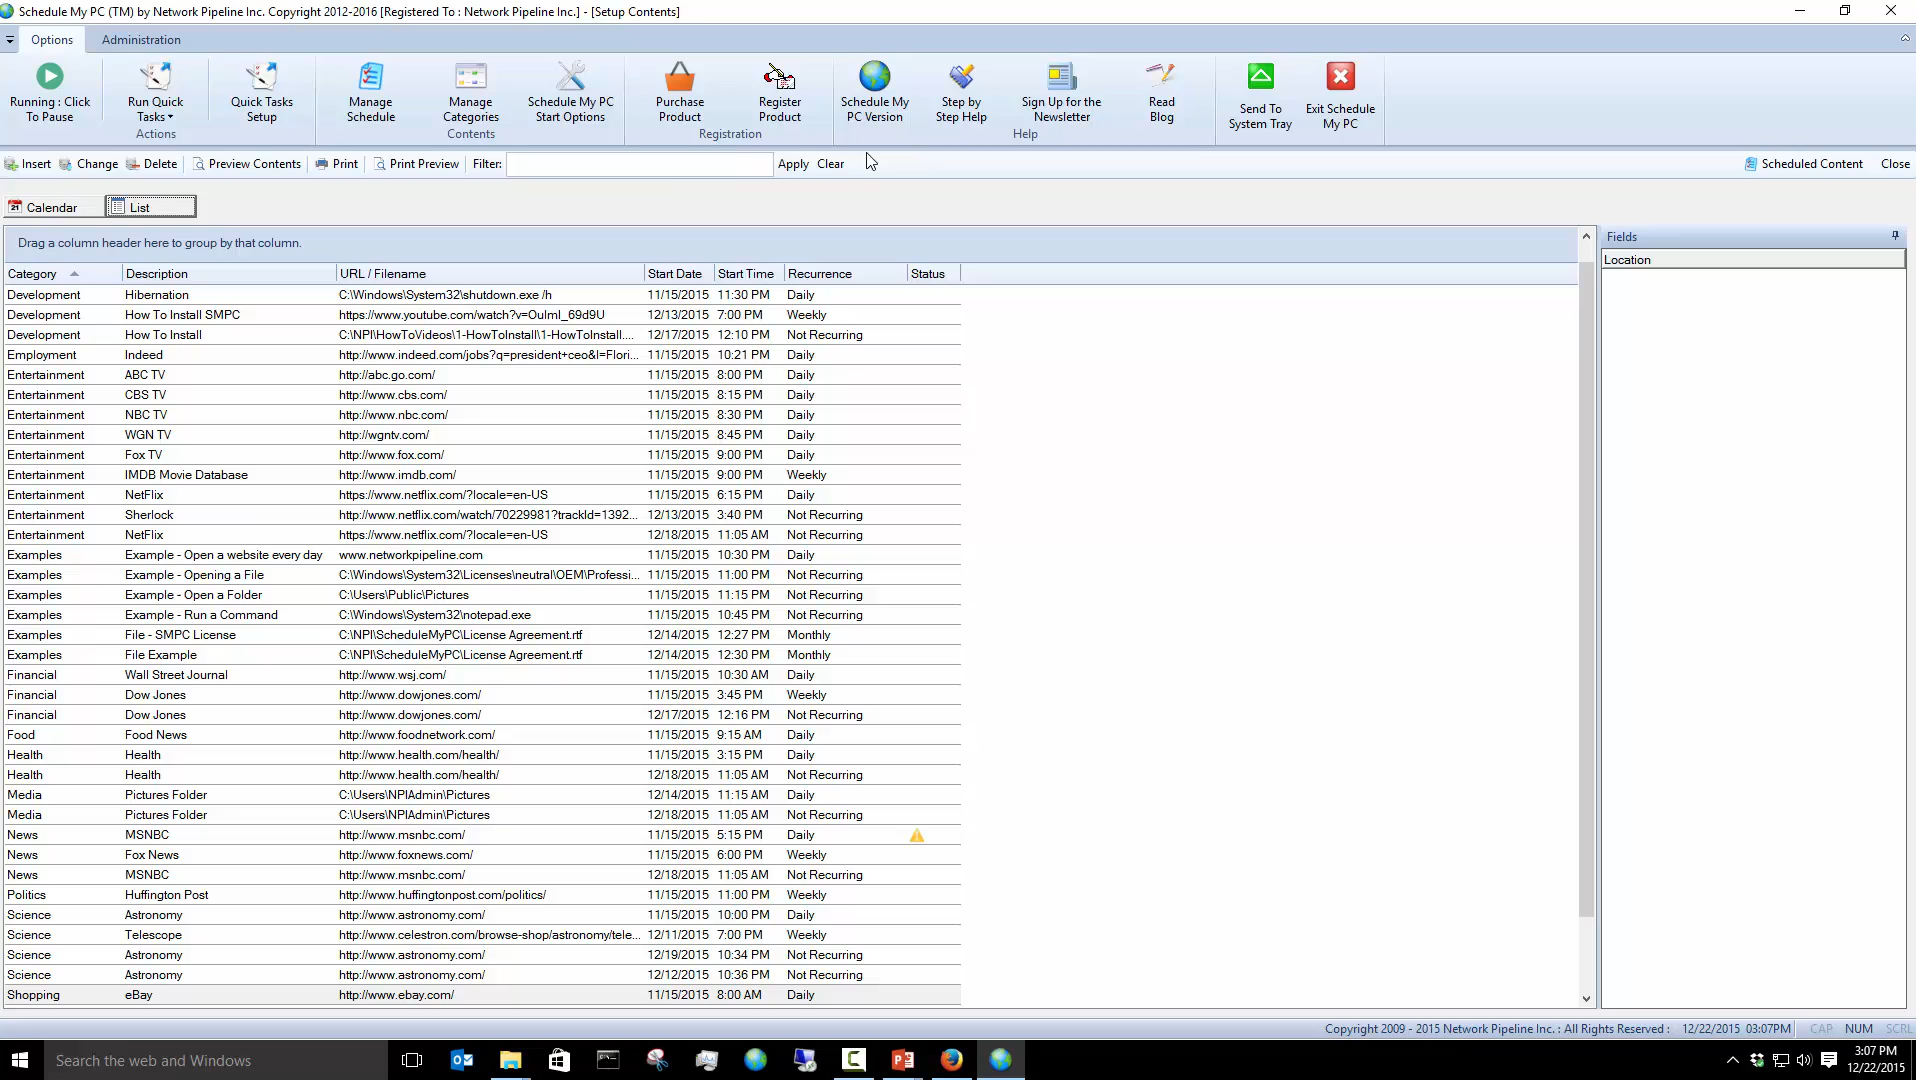 Schedule My PC (TM) by Network Pipeline Inc. Copyright 2012-2016 [Registered To : Network Pipeline Inc.] - [Setup Contents]
Options Administration
Running : Click To Pause
Run Quick Tasks
Actions
Quick Tasks Setup
Manage Schedule
Manage Categories
Schedule My PC Start Options
Contents
Purchase Product
Register Product
Registration
Schedule My PC Version
Step by Step Help
Sign Up for the Newsletter
Read Blog
Help
Send To System Tray
Exit Schedule My PC
Insert Change Delete Preview Contents Print Print Preview Filter: Apply Clear Scheduled Content Close
21 Calendar List
Drag a column header here to group by that column. Fields
Location
Category Description URL / Filename Start Date Start Time Recurrence Status
Development Hibernation C:\Windows\System32\shutdown.exe /h 11/15/2015 11:30 PM Daily
Development How To Install SMPC https://www.youtube.com/watch?v=OuImI_69d9U 12/13/2015 7:00 PM Weekly
Development How To Install C:\NPI\HowToVideos\1-HowToInstall\1-HowToInstall.... 12/17/2015 12:10 PM Not Recurring
Employment Indeed http://www.indeed.com/jobs?q=president+ceo&l=Flori... 11/15/2015 10:21 PM Daily
Entertainment ABC TV http://abc.go.com/ 11/15/2015 8:00 PM Daily
Entertainment CBS TV http://www.cbs.com/ 11/15/2015 8:15 PM Daily
Entertainment NBC TV http://www.nbc.com/ 11/15/2015 8:30 PM Daily
Entertainment WGN TV http://wgntv.com/ 11/15/2015 8:45 PM Daily
Entertainment Fox TV http://www.fox.com/ 11/15/2015 9:00 PM Daily
Entertainment IMDB Movie Database http://www.imdb.com/ 11/15/2015 9:00 PM Weekly
Entertainment NetFlix https://www.netflix.com/?locale=en-US 11/15/2015 6:15 PM Daily
Entertainment Sherlock http://www.netflix.com/watch/70229981?trackId=1392... 12/13/2015 3:40 PM Not Recurring
Entertainment NetFlix https://www.netflix.com/?locale=en-US 12/18/2015 11:05 AM Not Recurring
Examples Example - Open a website every day www.networkpipeline.com 11/15/2015 10:30 PM Daily
Examples Example - Opening a File C:\Windows\System32\Licenses\neutral\OEM\Professi... 11/15/2015 11:00 PM Not Recurring
Examples Example - Open a Folder C:\Users\Public\Pictures 11/15/2015 11:15 PM Not Recurring
Examples Example - Run a Command C:\Windows\System32\notepad.exe 11/15/2015 10:45 PM Not Recurring
Examples File - SMPC License C:\NPI\ScheduleMyPC\License Agreement.rtf 12/14/2015 12:27 PM Monthly
Examples File Example C:\NPI\ScheduleMyPC\License Agreement.rtf 12/14/2015 12:30 PM Monthly
Financial Wall Street Journal http://www.wsj.com/ 11/15/2015 10:30 AM Daily
Financial Dow Jones http://www.dowjones.com/ 11/15/2015 3:45 PM Weekly
Financial Dow Jones http://www.dowjones.com/ 12/17/2015 12:16 PM Not Recurring
Food Food News http://www.foodnetwork.com/ 11/15/2015 9:15 AM Daily
Health Health http://www.health.com/health/ 11/15/2015 3:15 PM Daily
Health Health http://www.health.com/health/ 12/18/2015 11:05 AM Not Recurring
Media Pictures Folder C:\Users\NPIAdmin\Pictures 12/14/2015 11:15 AM Daily
Media Pictures Folder C:\Users\NPIAdmin\Pictures 12/18/2015 11:05 AM Not Recurring
News MSNBC http://www.msnbc.com/ 11/15/2015 5:15 PM Daily
News Fox News http://www.foxnews.com/ 11/15/2015 6:00 PM Weekly
News MSNBC http://www.msnbc.com/ 12/18/2015 11:05 AM Not Recurring
Politics Huffington Post http://www.huffingtonpost.com/politics/ 11/15/2015 11:00 PM Weekly
Science Astronomy http://www.astronomy.com/ 11/15/2015 10:00 PM Daily
Science Telescope http://www.celestron.com/browse-shop/astronomy/tele... 12/11/2015 7:00 PM Weekly
Science Astronomy http://www.astronomy.com/ 12/19/2015 10:34 PM Not Recurring
Science Astronomy http://www.astronomy.com/ 12/12/2015 10:36 PM Not Recurring
Shopping eBay http://www.ebay.com/ 11/15/2015 8:00 AM Daily
Copyright 2009 - 2015 Network Pipeline Inc. : All Rights Reserved : 12/22/2015 03:07PM CAP NUM SCRL
Search the web and Windows
3:07 PM
12/22/2015